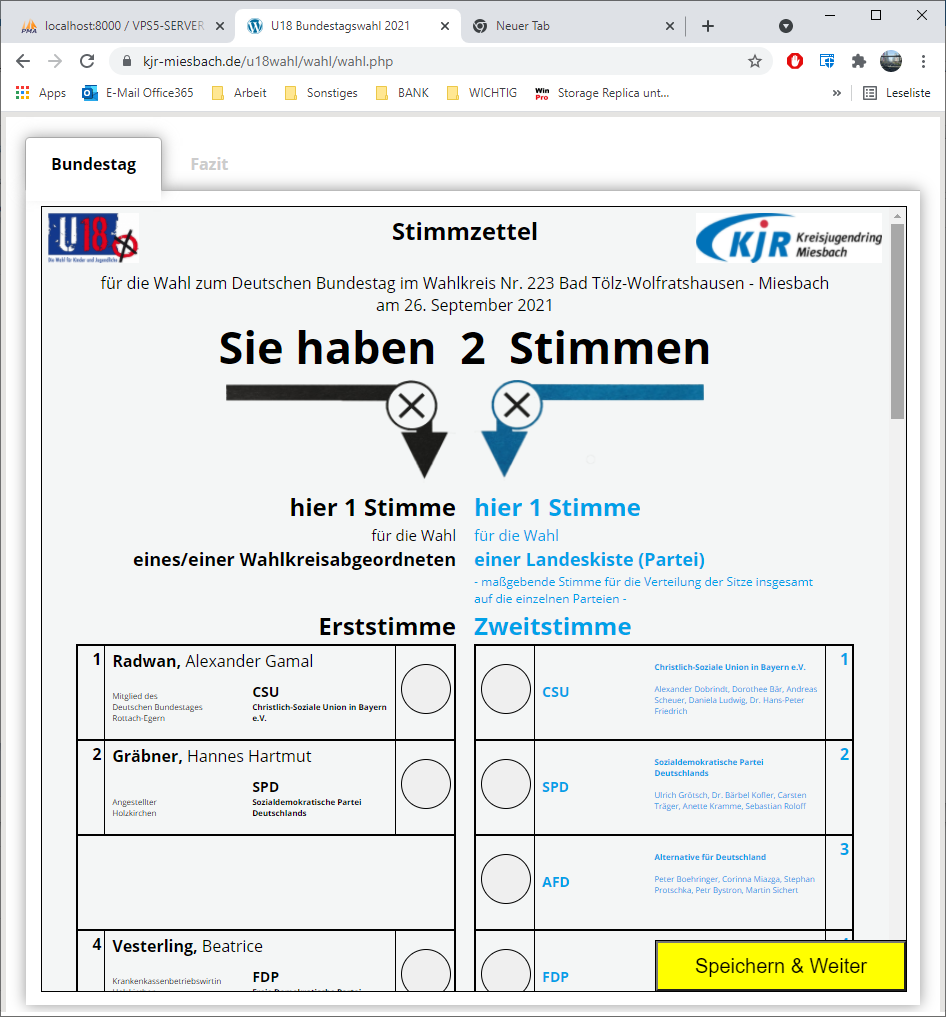 localhost:8000 / VPS5-SERVER
U18 Bundestagswahl 2021
Neuer Tab
kjr-miesbach.de/u18wahl/wahl/wahl.php
Apps
E-Mail Office365
Arbeit
Sonstiges
BANK
WICHTIG
Win Pro
Storage Replica unt...
»
Leseliste
Bundestag
Fazit
U18
Die Wahl für Kinder und Jugendliche
Stimmzettel
KJR Kreisjugendring
Miesbach
für die Wahl zum Deutschen Bundestag im Wahlkreis Nr. 223 Bad Tölz-Wolfratshausen - Miesbach
am 26. September 2021
Sie haben 2 Stimmen
hier 1 Stimme
für die Wahl
eines/einer Wahlkreisabgeordneten
hier 1 Stimme
für die Wahl
einer Landeskiste (Partei)
- maßgebende Stimme für die Verteilung der Sitze insgesamt
auf die einzelnen Parteien -
Erststimme
Zweitstimme
1 Radwan, Alexander Gamal
Mitglied des
Deutschen Bundestages
Rottach-Egern
CSU
Christlich-Soziale Union in Bayern
e.V.
CSU
Christlich-Soziale Union in Bayern e.V.
Alexander Dobrindt, Dorothee Bär, Andreas
Scheuer, Daniela Ludwig, Dr. Hans-Peter
Friedrich
1
2 Gräbner, Hannes Hartmut
Angestellter
Holzkirchen
SPD
Sozialdemokratische Partei
Deutschlands
SPD
Sozialdemokratische Partei
Deutschlands
Ulrich Grötsch, Dr. Bärbel Kofler, Carsten
Träger, Anette Kramme, Sebastian Roloff
2
AFD
Alternative für Deutschland
Peter Boehringer, Corinna Miazga, Stephan
Protschka, Petr Bystron, Martin Sichert
3
4 Vesterling, Beatrice
Krankenkassenbetriebswirtin
FDP
FDP
Speichern & Weiter